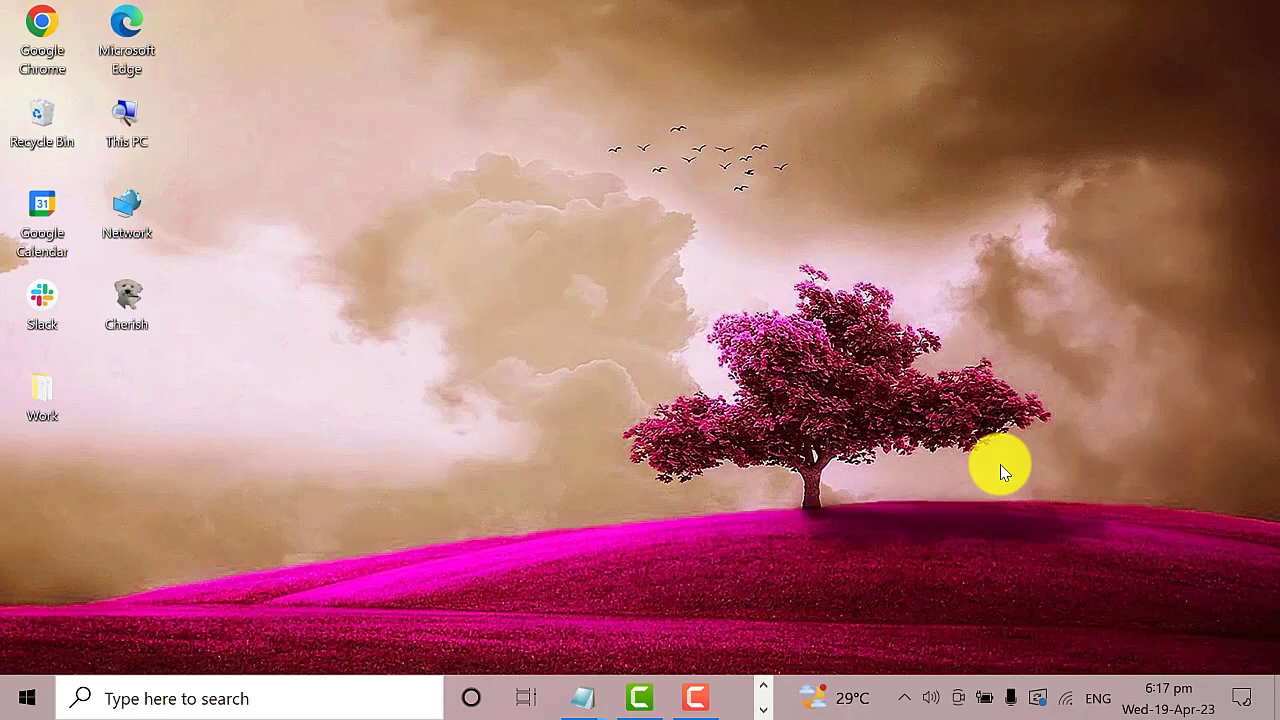 Google
Chrome
Microsoft
Edge
Recycle Bin
This PC
31
Google
Calendar
Network
Slack
Cherish
Work
Type here to search
29°C
ENG
6:17 pm
Wed-19-Apr-23